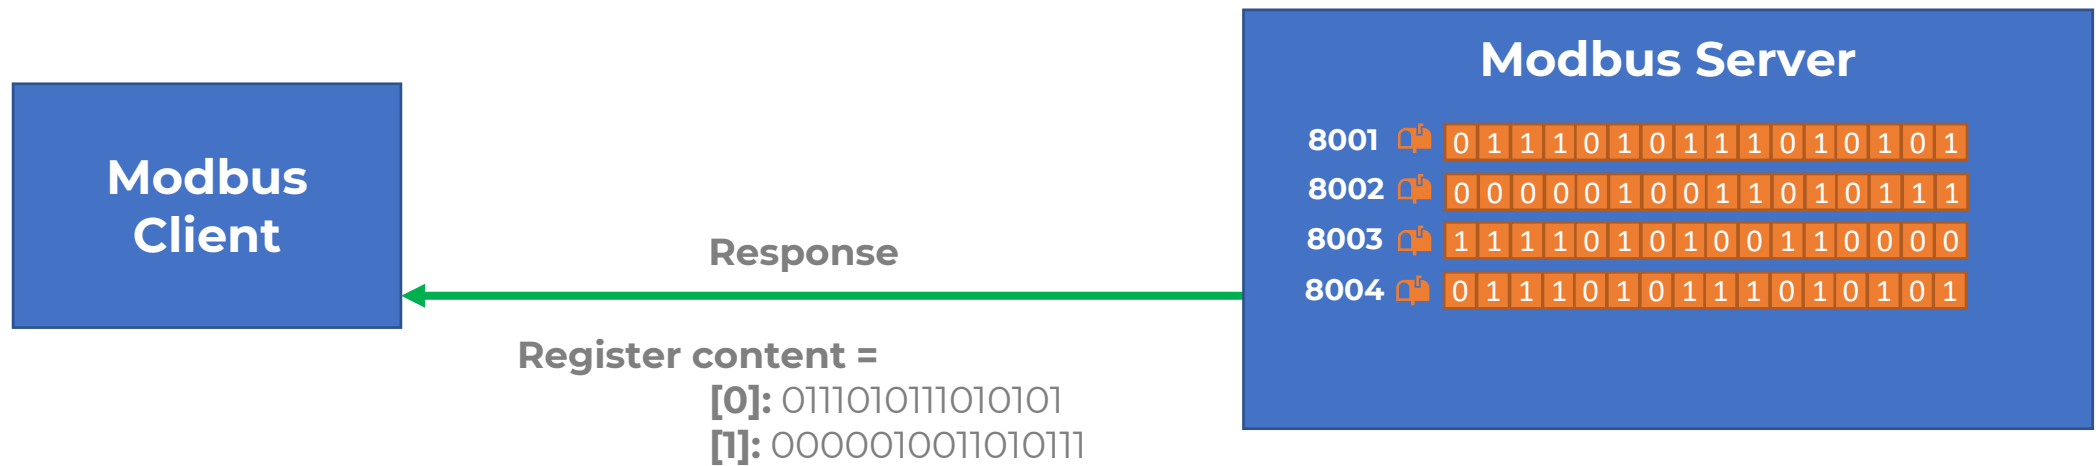 Modbus
Client
Response
Register content =
[0]: 0111010111010101
[1]: 0000010011010111
Modbus Server
8001 0 1 1 1 0 1 0 1 1 1 0 1 0 1 0 1
8002 0 0 0 0 0 1 0 0 1 1 0 1 0 1 1 1
8003 1 1 1 1 0 1 0 1 0 0 1 1 0 0 0 0
8004 0 1 1 1 0 1 0 1 1 1 0 1 0 1 0 1